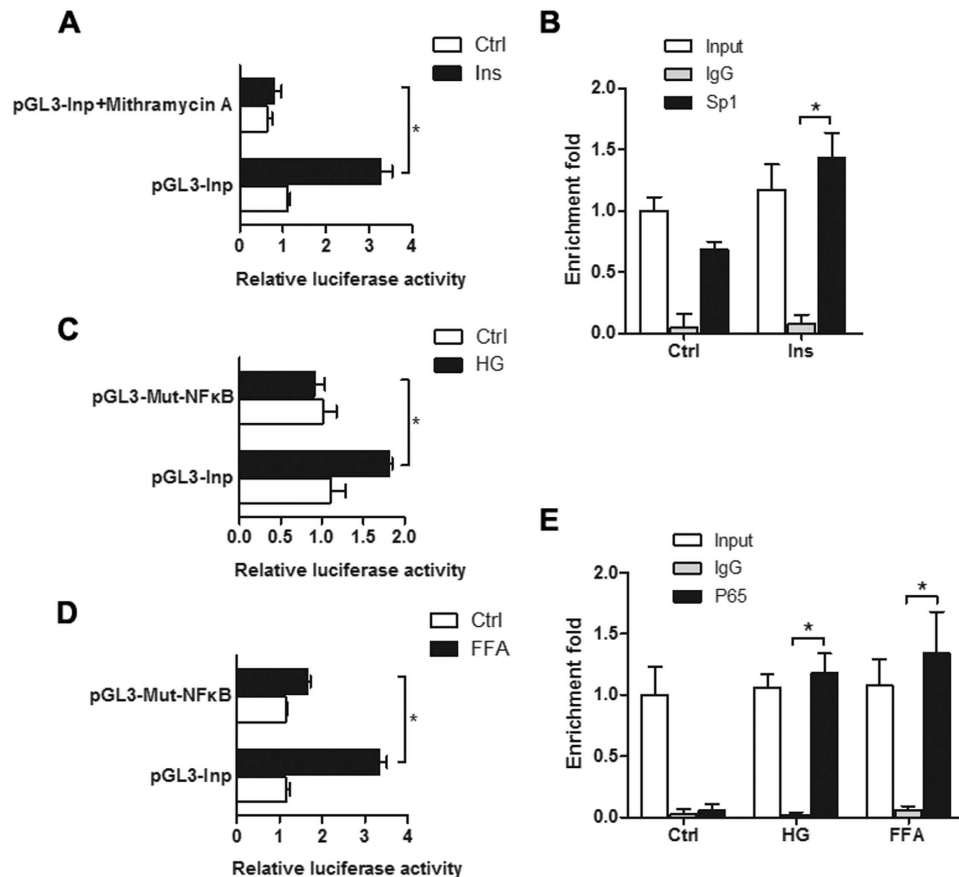 A
Ctrl
Ins
pGL3-Inp+Mithramycin A
pGL3-Inp
*
0 1 2 3 4
Relative luciferase activity
B
Input
IgG
Sp1
Enrichment fold
2.0
1.5
1.0
0.5
0.0
*
Ctrl Ins
C
Ctrl
HG
pGL3-Mut-NFκB
pGL3-Inp
*
0.0 0.5 1.0 1.5 2.0
Relative luciferase activity
D
Ctrl
FFA
pGL3-Mut-NFκB
pGL3-Inp
*
0 1 2 3 4
Relative luciferase activity
E
Input
IgG
P65
Enrichment fold
2.0
1.5
1.0
0.5
0.0
*
*
Ctrl HG FFA